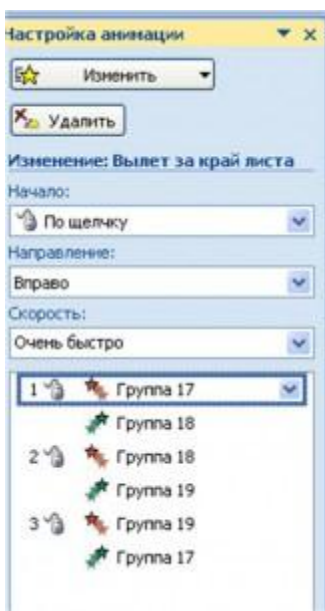 Настройка анимации
Изменить
Удалить
Изменение: Вылет за край листа
Начало:
По щелчку
Направление:
Вправо
Скорость:
Очень быстро
1 Группа 17
Группа 18
2 Группа 18
Группа 19
3 Группа 19
Группа 17